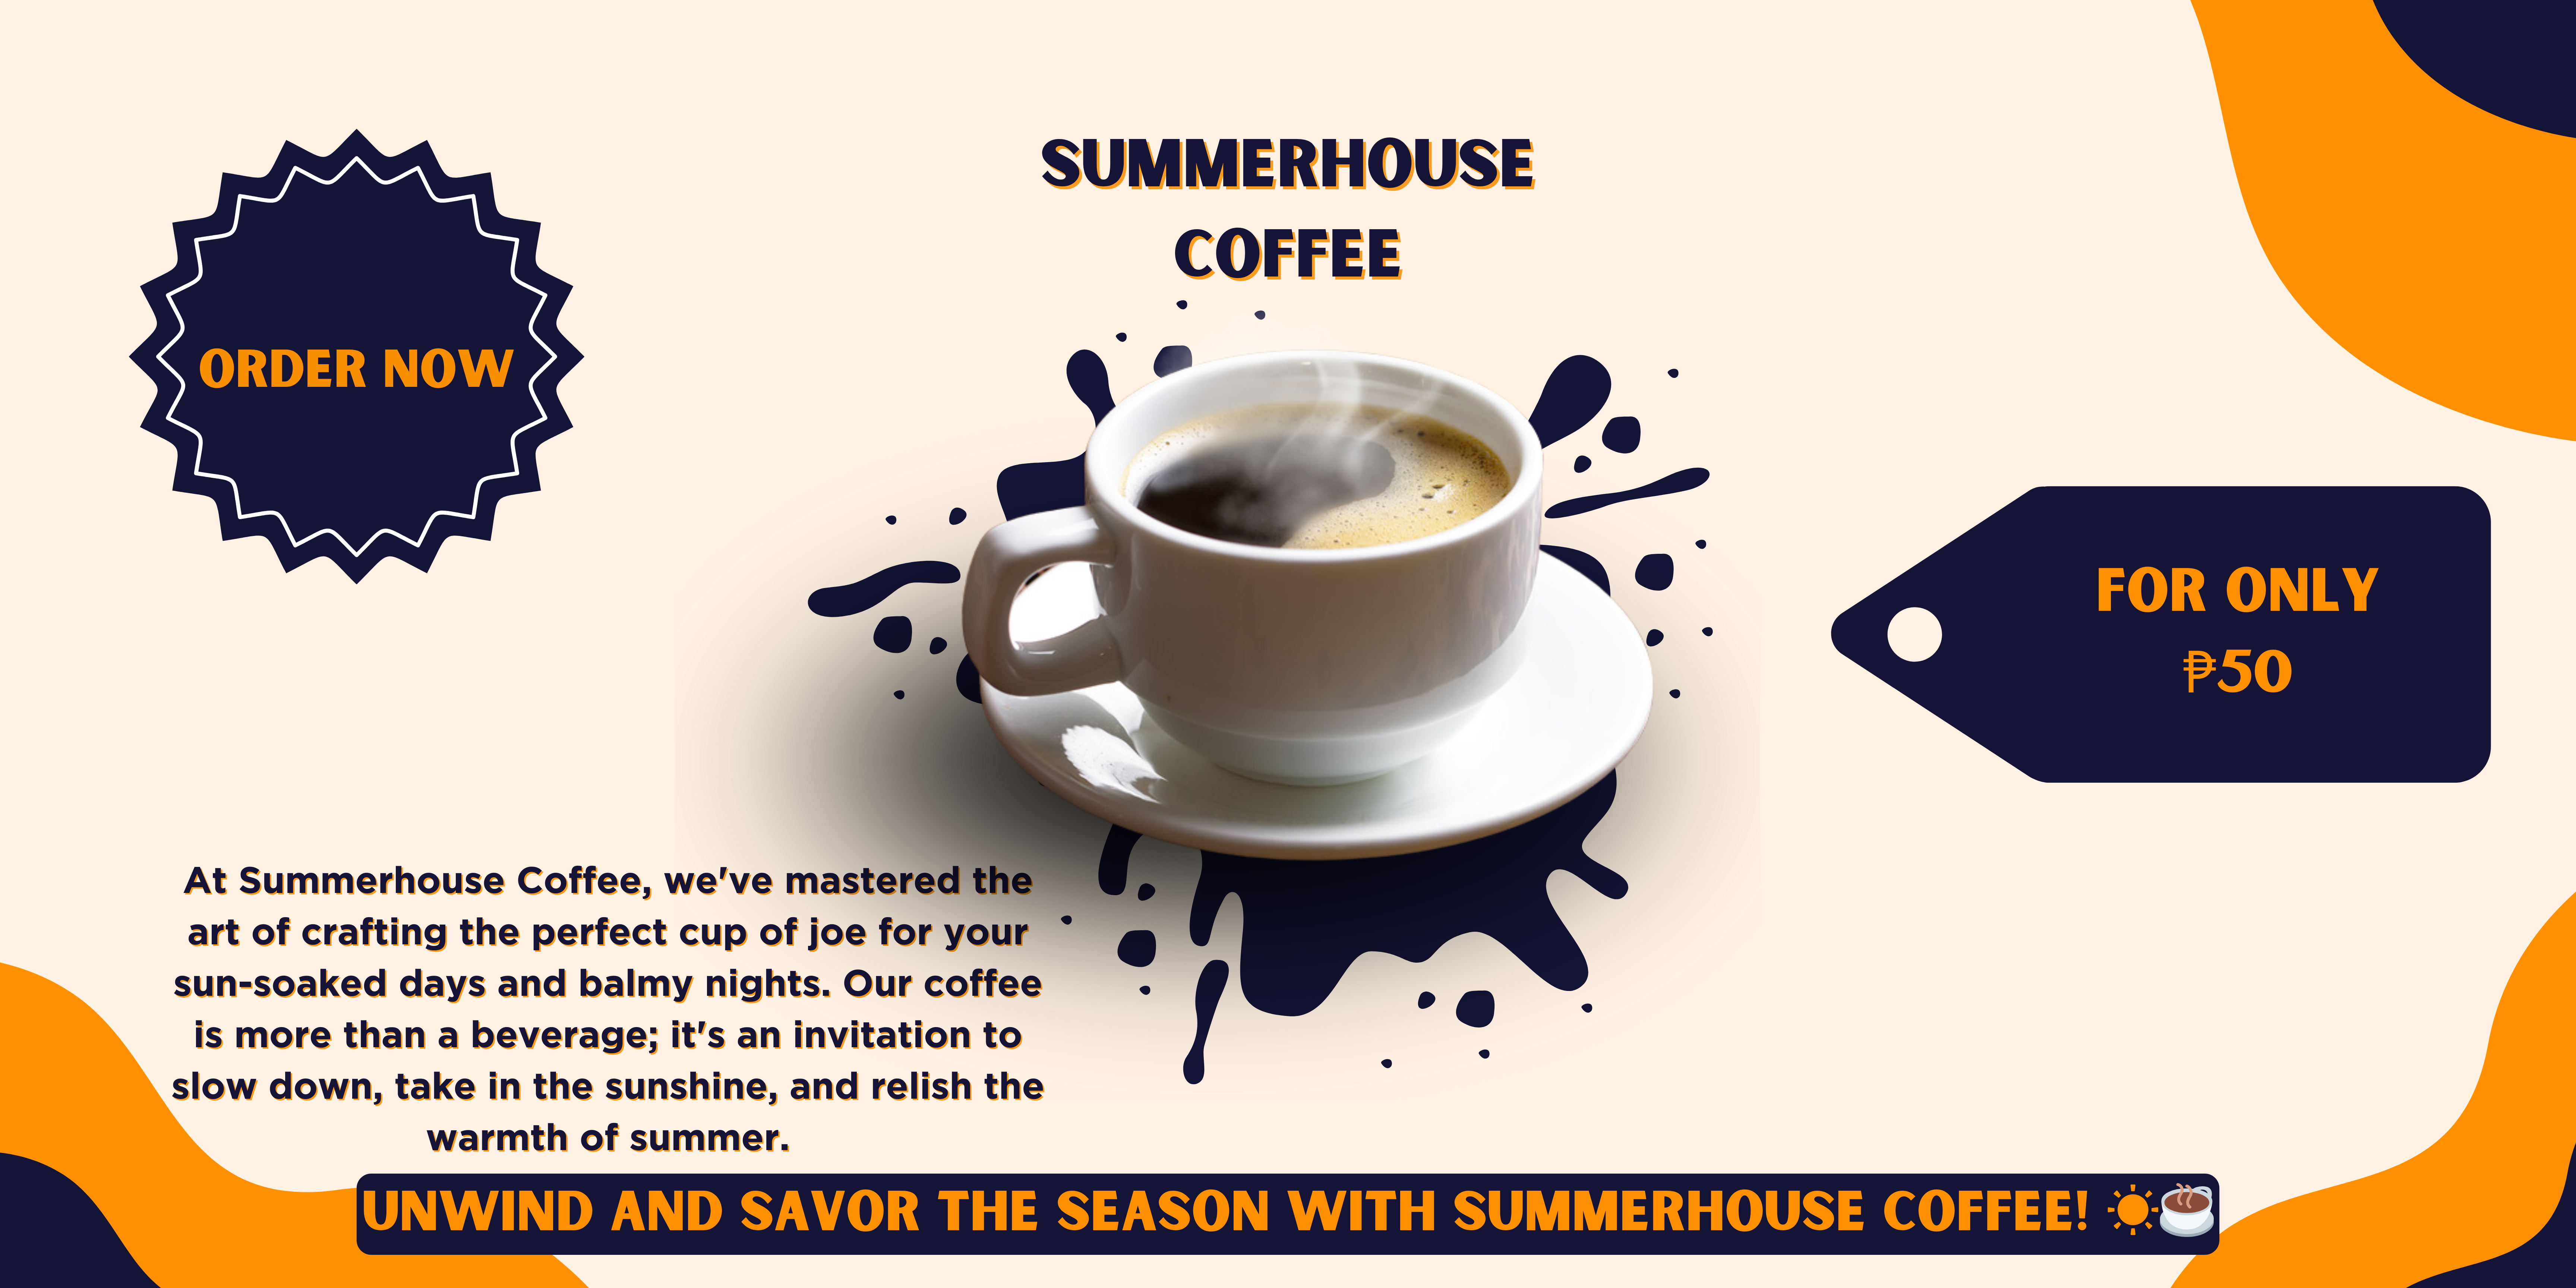 SUMMERHOUSE
COFFEE
ORDER NOW
FOR ONLY
₱50
At Summerhouse Coffee, we've mastered the
art of crafting the perfect cup of joe for your
sun-soaked days and balmy nights. Our coffee
is more than a beverage; it's an invitation to
slow down, take in the sunshine, and relish the
warmth of summer.
UNWIND AND SAVOR THE SEASON WITH SUMMERHOUSE COFFEE! ☀️☕